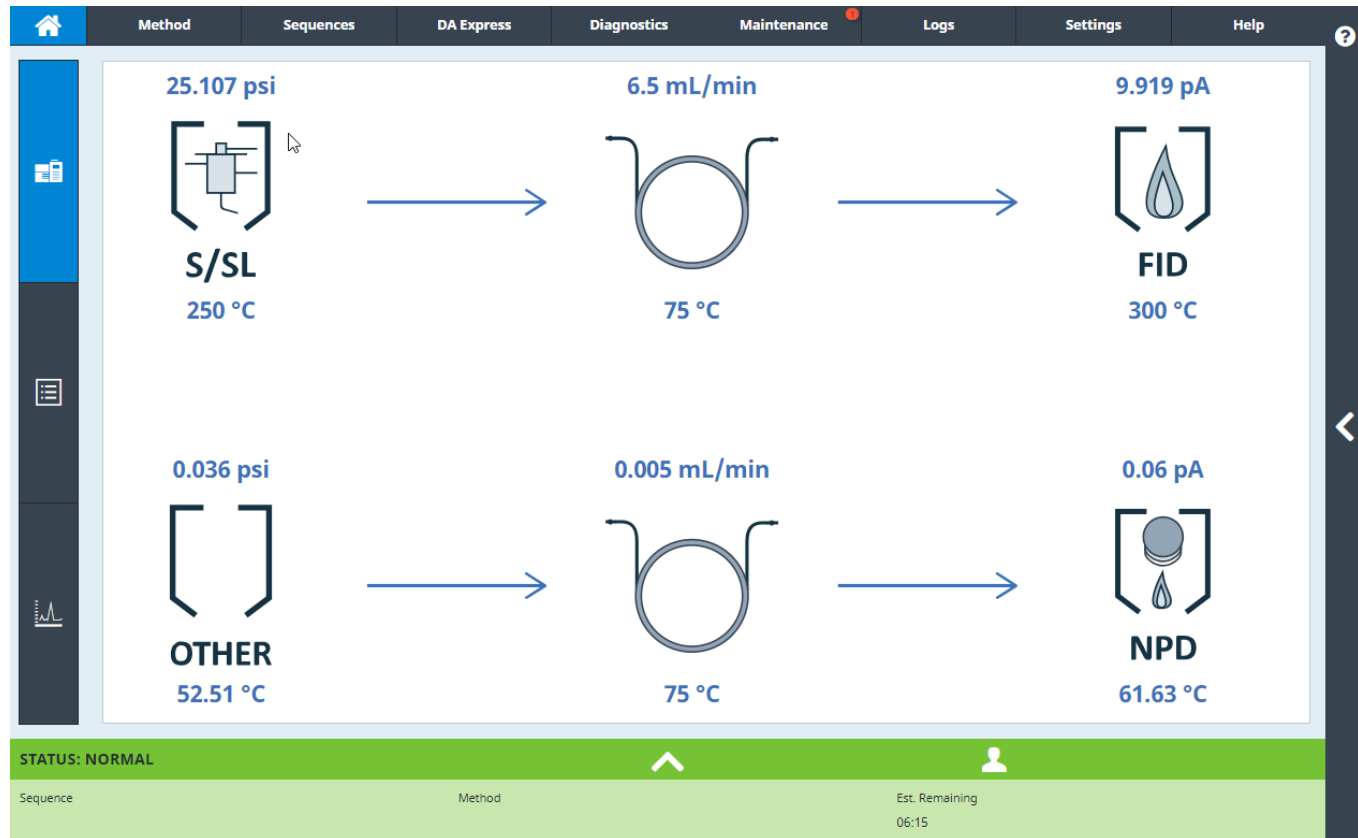 Method Sequences DA Express Diagnostics Maintenance 1 Logs Settings Help ?
25.107 psi 6.5 mL/min 9.919 pA
S/SL FID
250 °C 75 °C 300 °C
0.036 psi 0.005 mL/min 0.06 pA
OTHER NPD
52.51 °C 75 °C 61.63 °C
STATUS: NORMAL
Sequence Method Est. Remaining
06:15